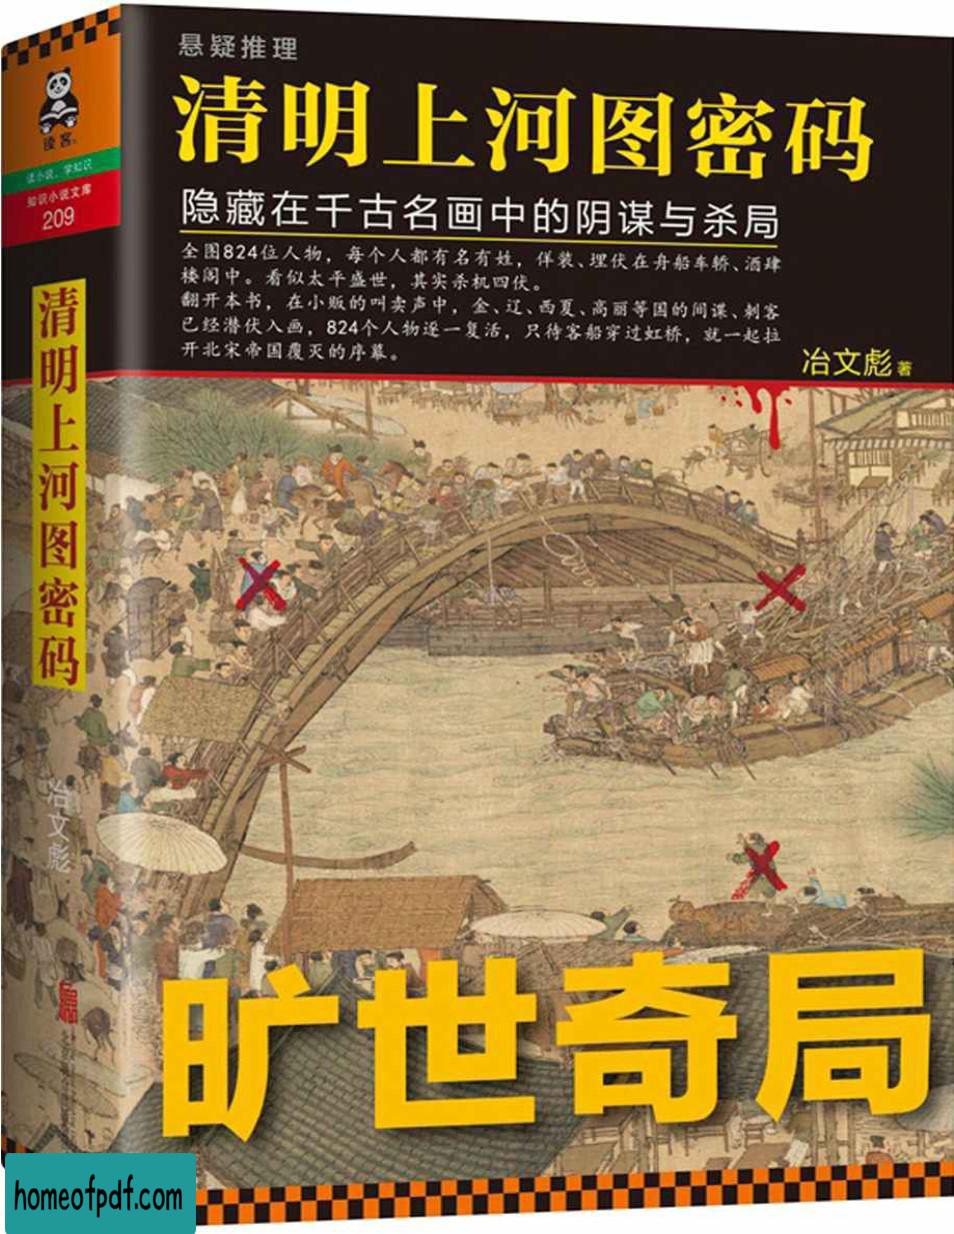 读客®
读小说，学知识
知识小说文库
209
清明上河图密码
冶文彪
悬疑推理
清明上河图密码
隐藏在千古名画中的阴谋与杀局
全图824位人物，每个人都有名有姓，佯装、埋伏在舟船车轿、酒肆
楼阁中。看似太平盛世，其实杀机四伏。
翻开本书，在小贩的叫卖声中，金、辽、西夏、高丽等国的间谍、刺客
已经潜伏入画，824个人物逐一复活，只待客船穿过虹桥，就一起拉
开北宋帝国覆灭的序幕。
冶文彪 著
旷世奇局
homeofpdf.com